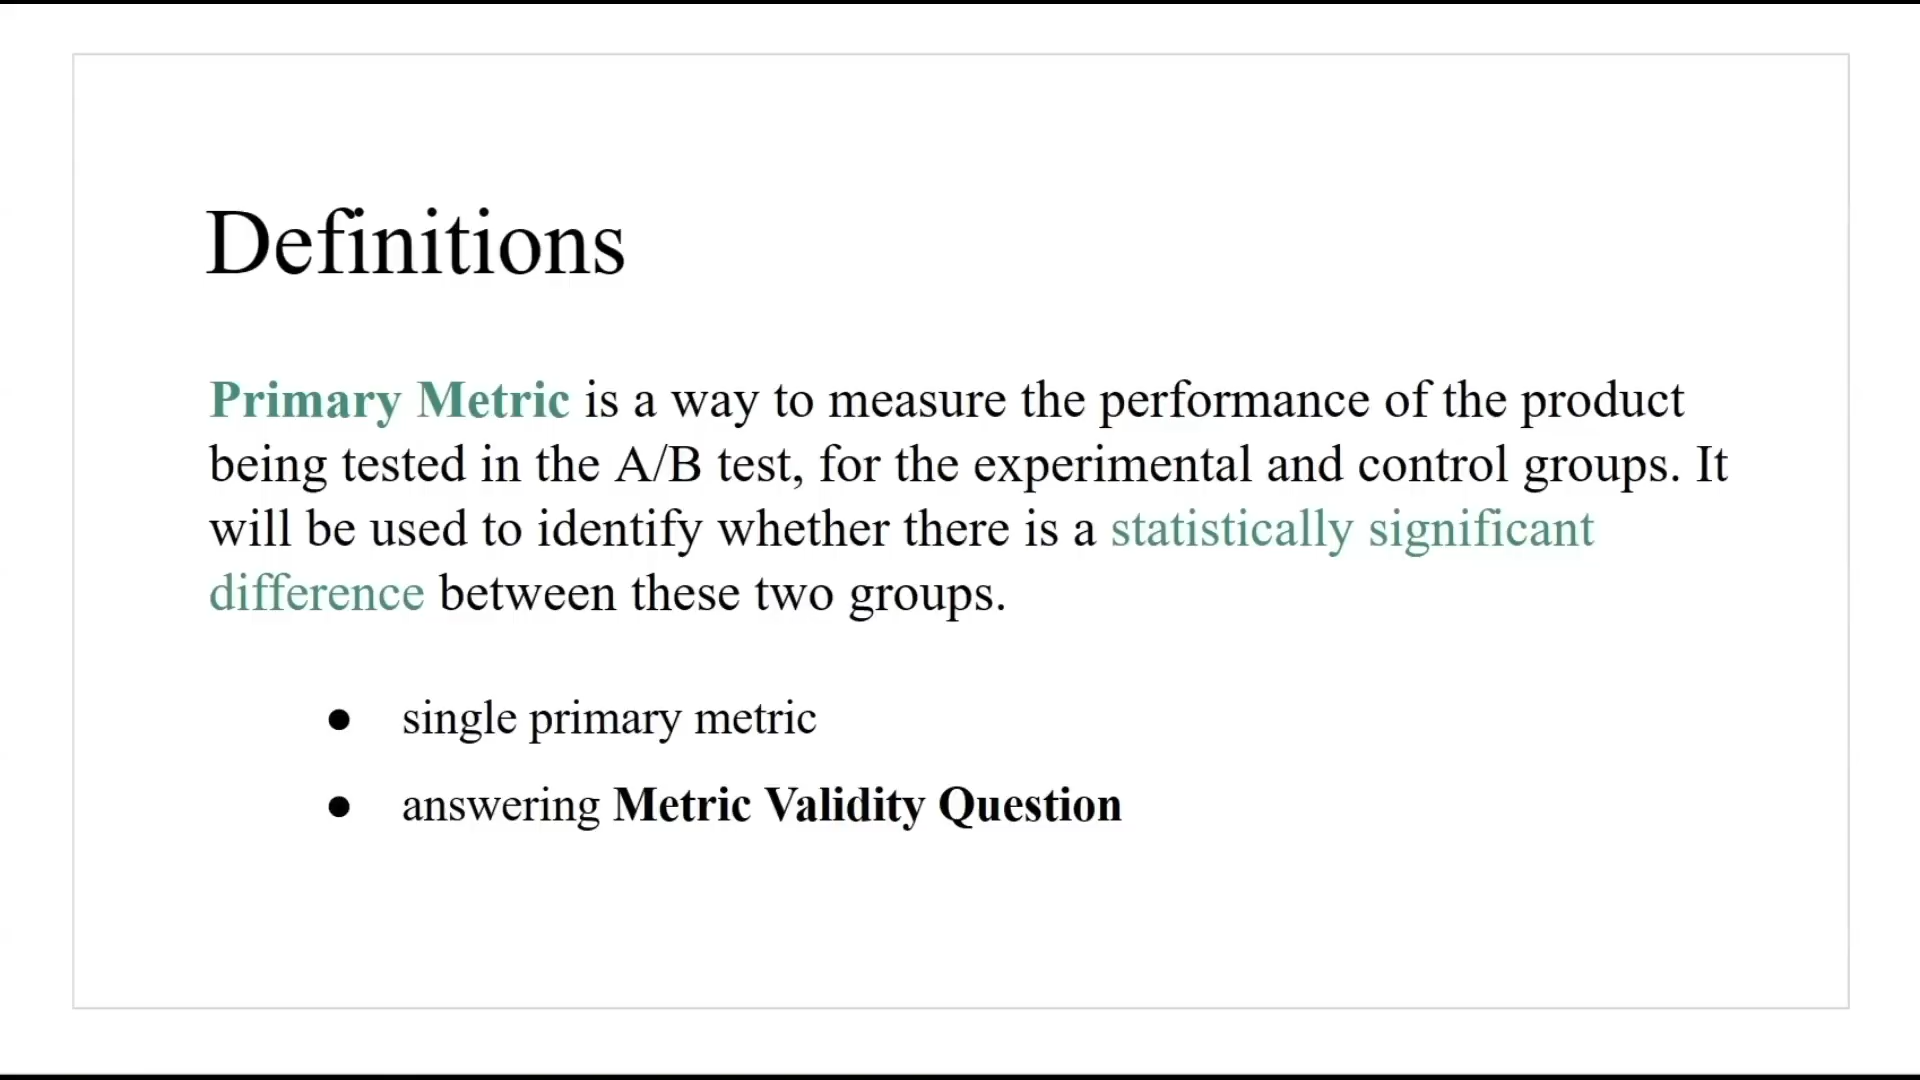 Definitions
Primary Metric is a way to measure the performance of the product
being tested in the A/B test, for the experimental and control groups. It
will be used to identify whether there is a statistically significant
difference between these two groups.
● single primary metric
● answering Metric Validity Question